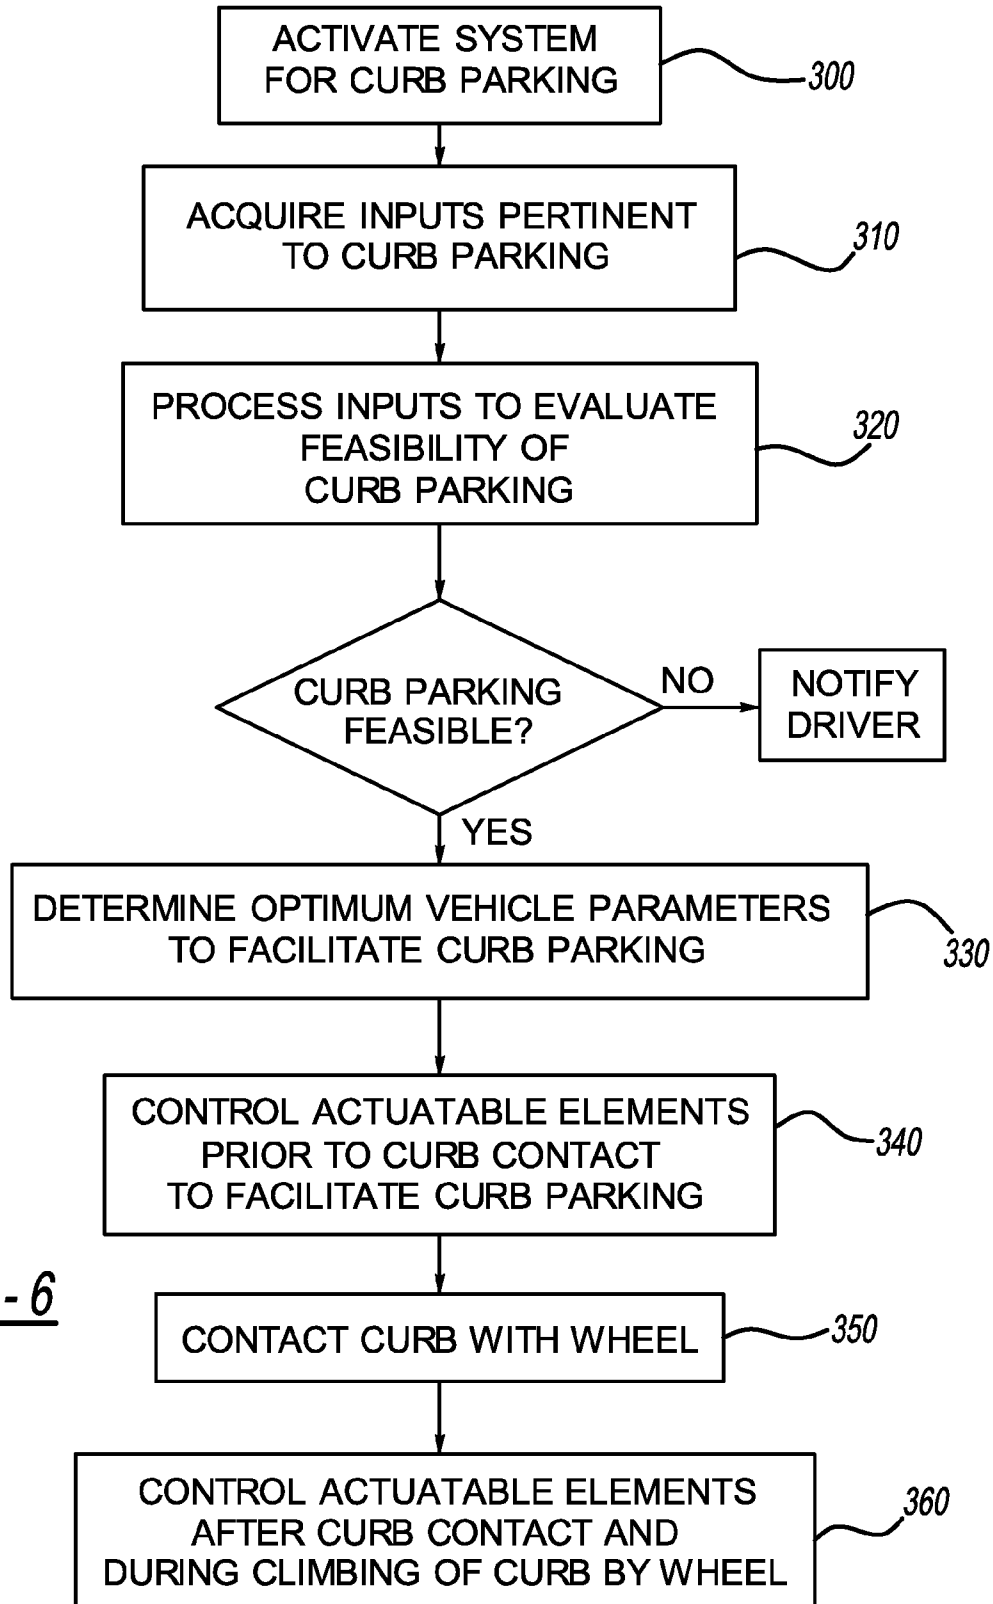 ACTIVATE SYSTEM
FOR CURB PARKING
300
ACQUIRE INPUTS PERTINENT
TO CURB PARKING
310
PROCESS INPUTS TO EVALUATE
FEASIBILITY OF
CURB PARKING
320
CURB PARKING
FEASIBLE?
NO
NOTIFY
DRIVER
YES
DETERMINE OPTIMUM VEHICLE PARAMETERS
TO FACILITATE CURB PARKING
330
CONTROL ACTUATABLE ELEMENTS
PRIOR TO CURB CONTACT
TO FACILITATE CURB PARKING
340
- 6
CONTACT CURB WITH WHEEL
350
CONTROL ACTUATABLE ELEMENTS
AFTER CURB CONTACT AND
DURING CLIMBING OF CURB BY WHEEL
360